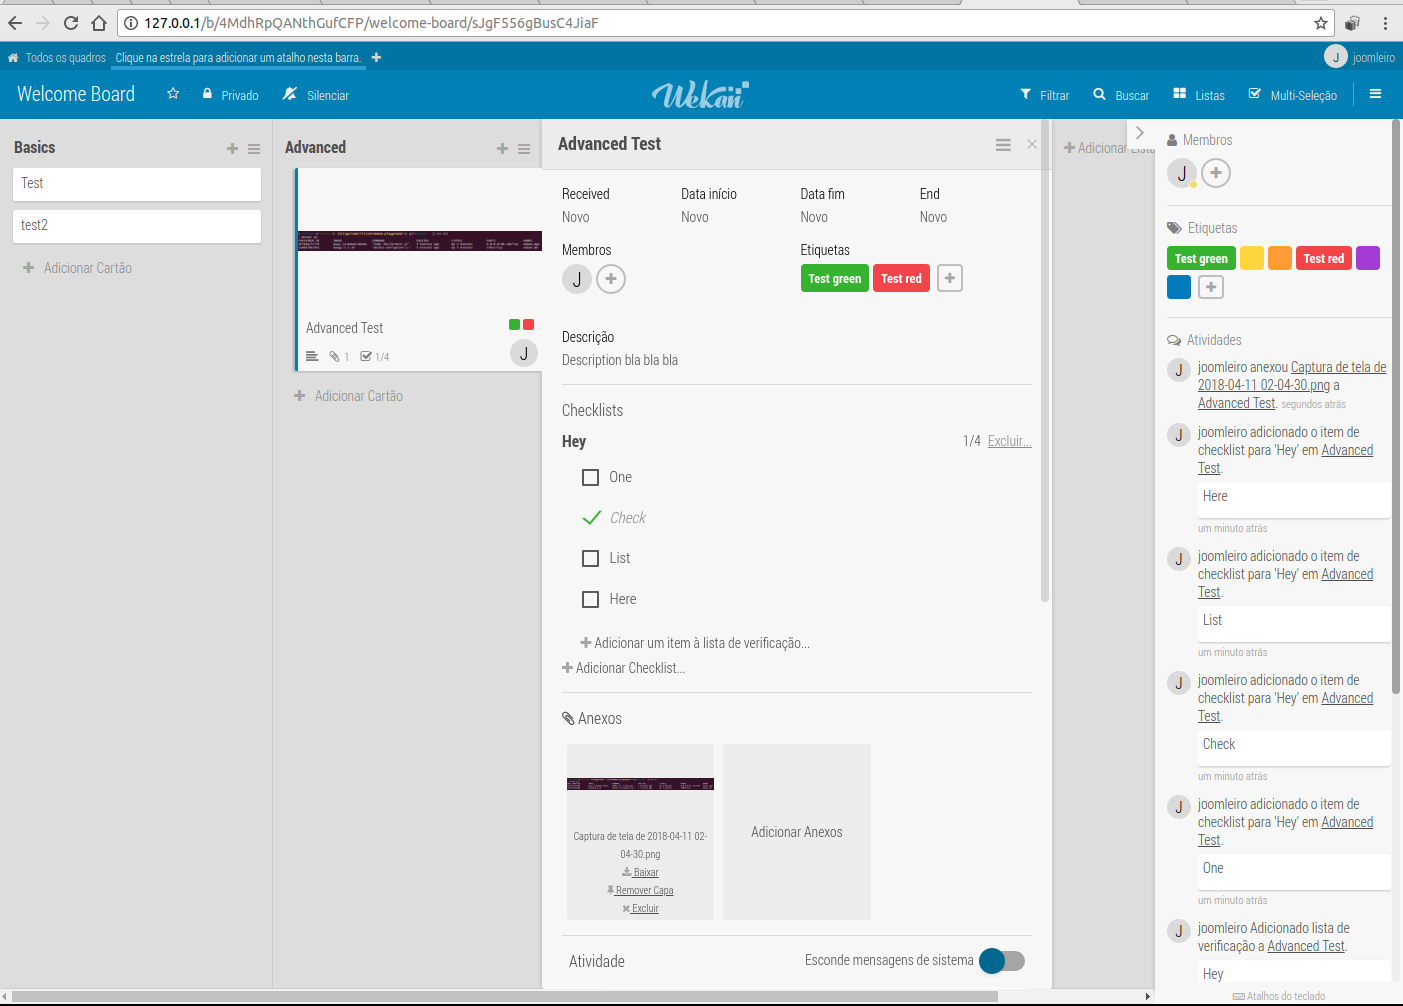 127.0.0.1/b/4MdhRpQANthGufCFP/welcome-board/sJgF556gBusC4JiaF
Todos os quadros
Clique na estrela para adicionar um atalho nesta barra.
J joomleiro
Welcome Board
Privado
Silenciar
Wekan
Filtrar
Buscar
Listas
Multi-Seleção
Basics
Test
test2
Adicionar Cartão
Advanced
Advanced Test
1
1/4
J
Adicionar Cartão
Advanced Test
Received
Novo
Data início
Novo
Data fim
Novo
End
Novo
Membros
J
Etiquetas
Test green
Test red
Descrição
Description bla bla bla
Checklists
Hey
1/4 Excluir...
One
Check
List
Here
Adicionar um item à lista de verificação...
Adicionar Checklist...
Anexos
Captura de tela de 2018-04-11 02-
04-30.png
Baixar
Remover Capa
Excluir
Adicionar Anexos
Atividade
Esconde mensagens de sistema
Adicionar Lista
Membros
J
Etiquetas
Test green
Test red
Atividades
J
joomleiro anexou Captura de tela de
2018-04-11 02-04-30.png a
Advanced Test. segundos atrás
J
joomleiro adicionado o item de
checklist para 'Hey' em Advanced
Test.
Here
um minuto atrás
J
joomleiro adicionado o item de
checklist para 'Hey' em Advanced
Test.
List
um minuto atrás
J
joomleiro adicionado o item de
checklist para 'Hey' em Advanced
Test.
Check
um minuto atrás
J
joomleiro adicionado o item de
checklist para 'Hey' em Advanced
Test.
One
um minuto atrás
J
joomleiro Adicionado lista de
verificação a Advanced Test.
Hey
Atalhos do teclado